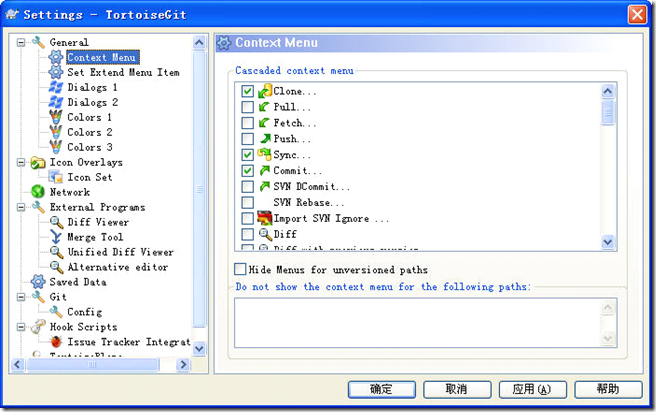 Settings - TortoiseGit
General
Context Menu
Set Extend Menu Item
Dialogs 1
Dialogs 2
Colors 1
Colors 2
Colors 3
Icon Overlays
Icon Set
Network
External Programs
Diff Viewer
Merge Tool
Unified Diff Viewer
Alternative editor
Saved Data
Git
Config
Hook Scripts
Issue Tracker Integrat
Context Menu
Cascaded context menu
Clone...
Pull...
Fetch...
Push...
Sync...
Commit...
SVN DCommit...
SVN Rebase...
Import SVN Ignore ...
Diff
Hide Menus for unversioned paths
Do not show the context menu for the following paths:
确定
取消
应用(A)
帮助